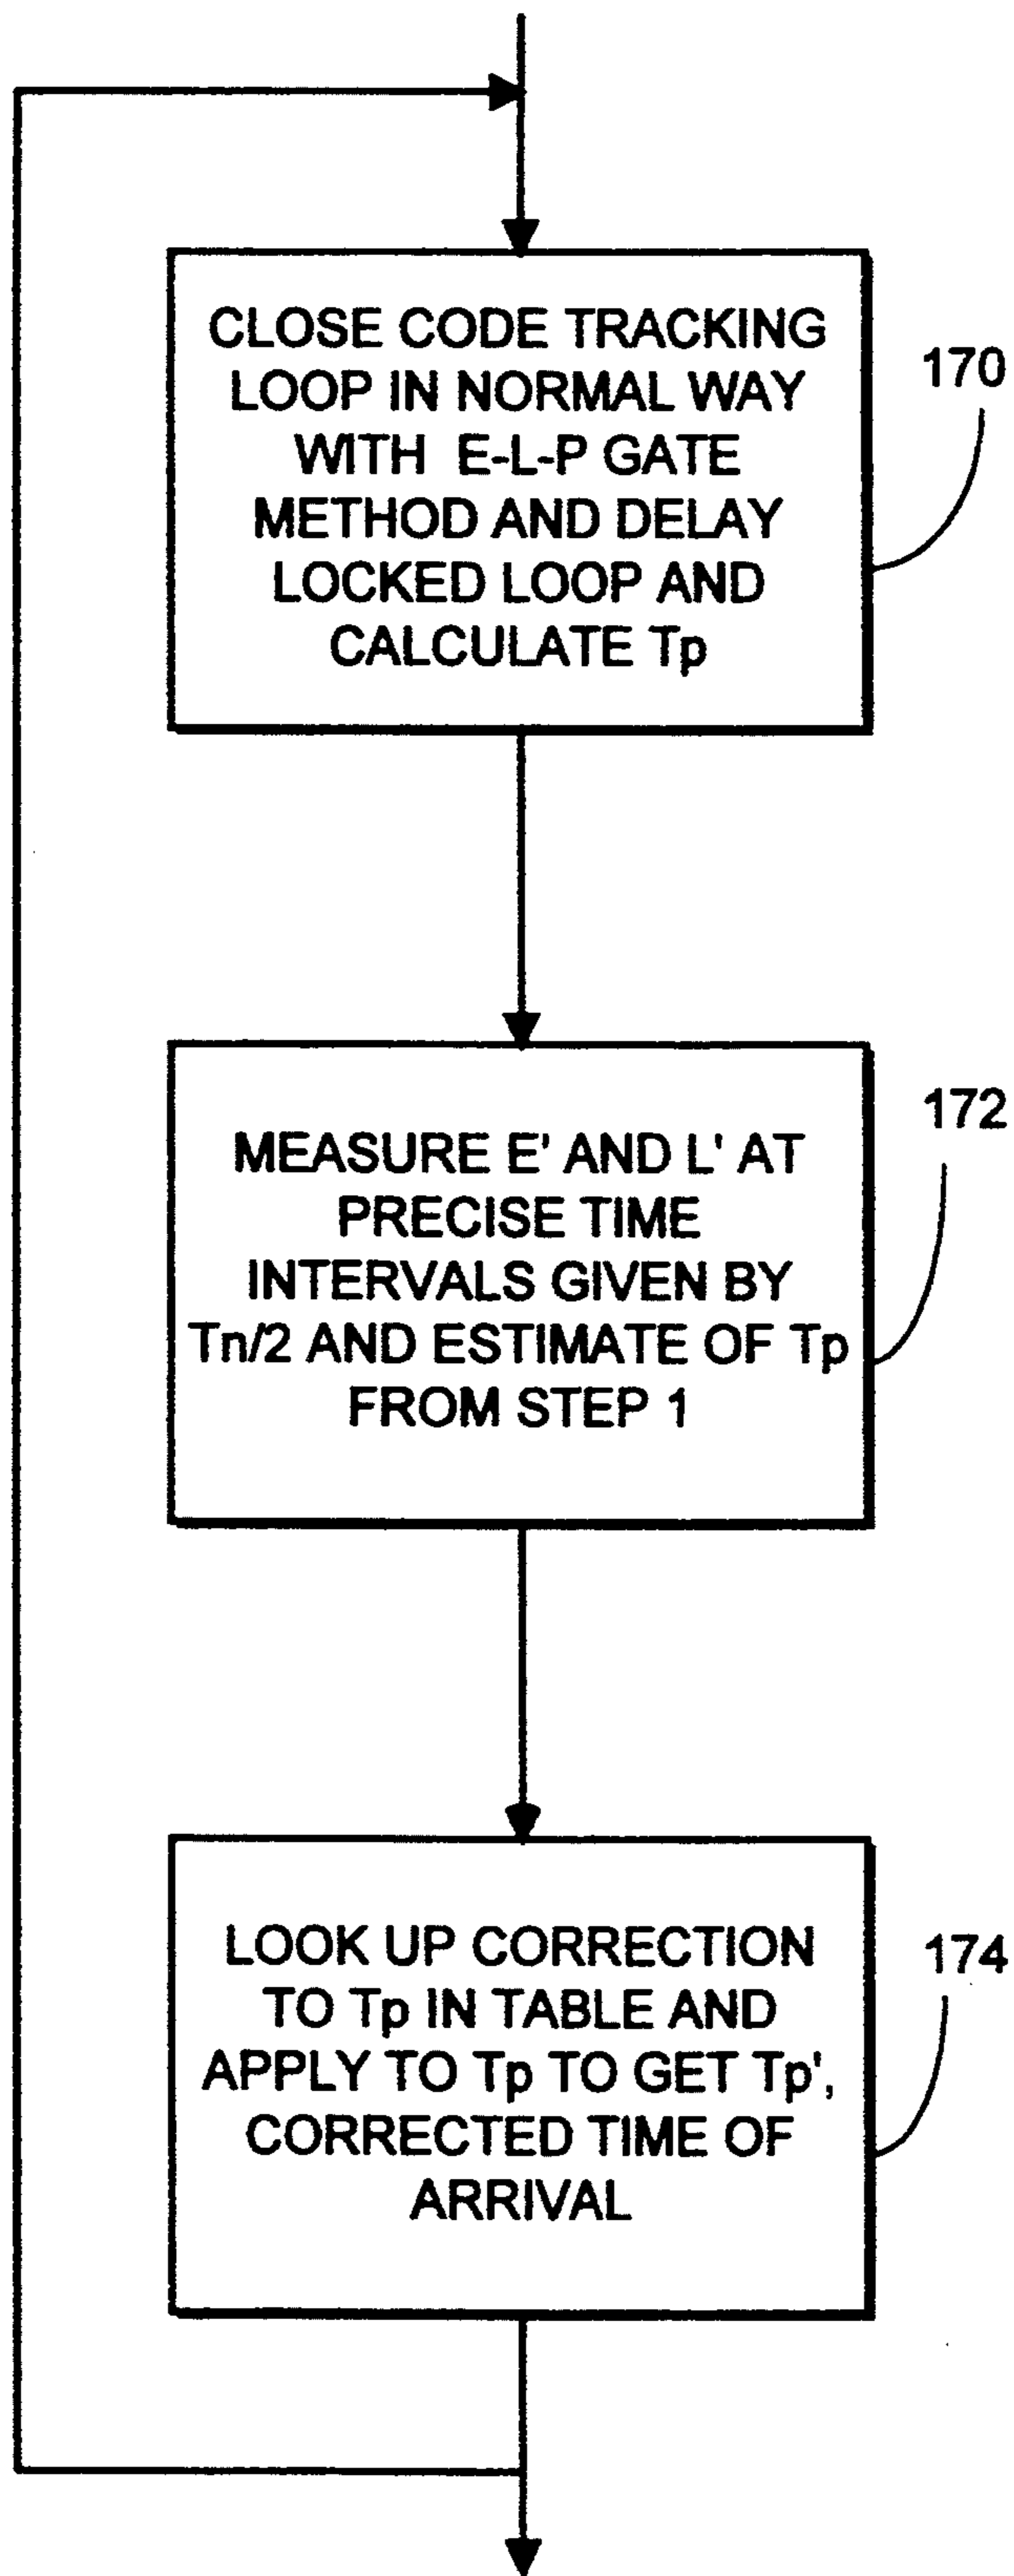 CLOSE CODE TRACKING
LOOP IN NORMAL WAY
WITH E-L-P GATE
METHOD AND DELAY
LOCKED LOOP AND
CALCULATE Tp
170
MEASURE E' AND L' AT
PRECISE TIME
INTERVALS GIVEN BY
Tn/2 AND ESTIMATE OF Tp
FROM STEP 1
172
LOOK UP CORRECTION
TO Tp IN TABLE AND
APPLY TO Tp TO GET Tp',
CORRECTED TIME OF
ARRIVAL
174